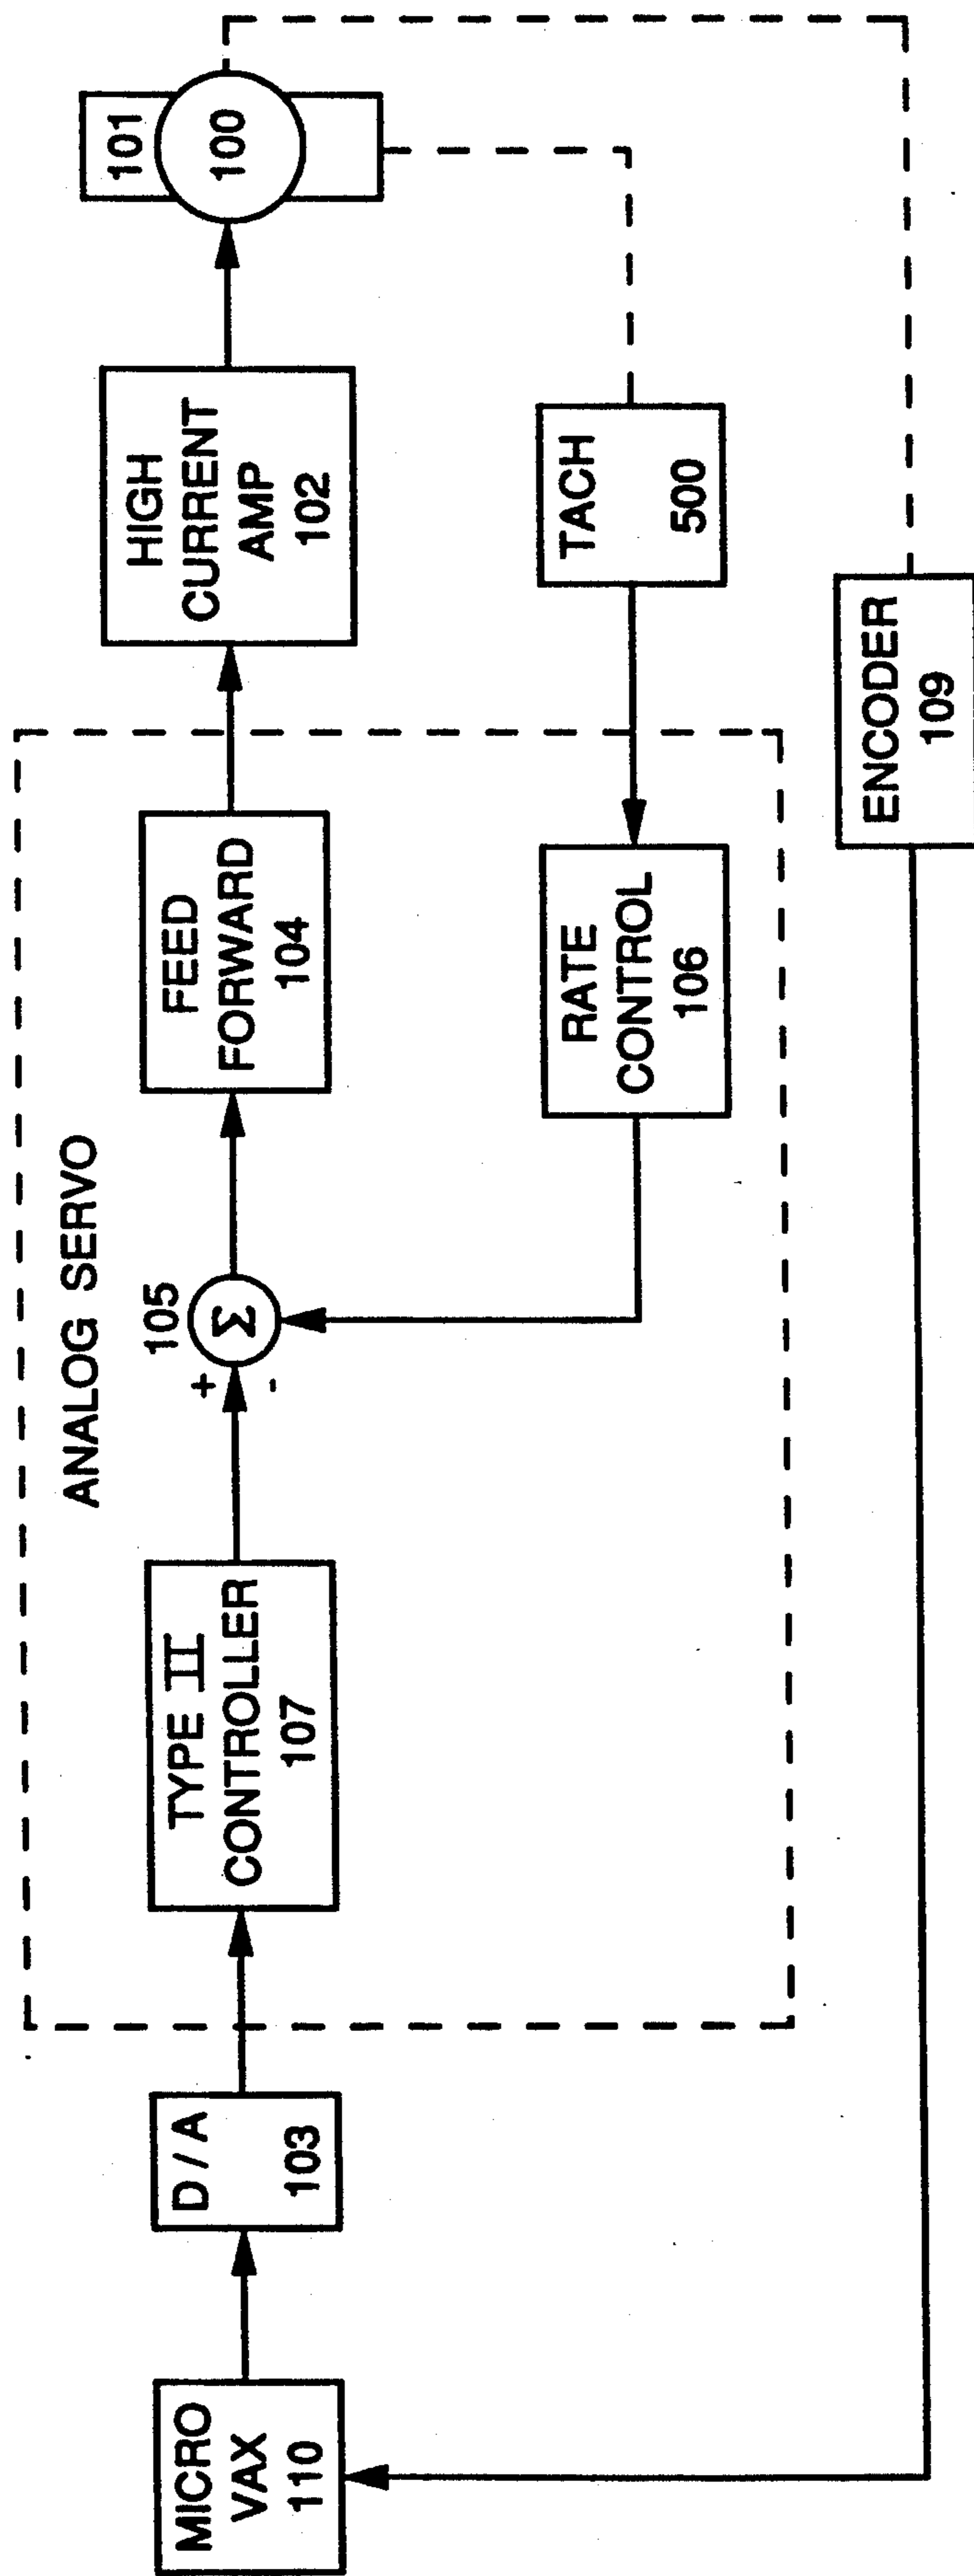 ANALOG SERVO
MICRO
VAX
110
D / A
103
TYPE II
CONTROLLER
107
+
-
105
Σ
FEED
FORWARD
104
HIGH
CURRENT
AMP
102
101
100
RATE
CONTROL
106
TACH
500
ENCODER
109